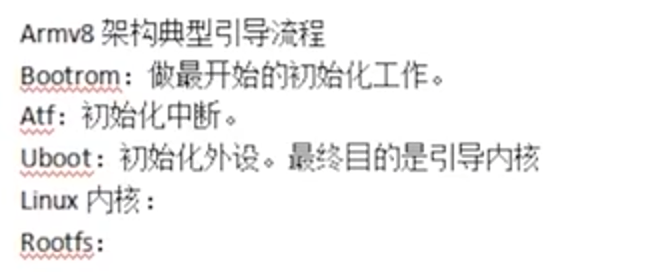 Armv8 架构典型引导流程
Bootrom：做最开始的初始化工作。
Atf：初始化中断。
Uboot：初始化外设。最终目的是引导内核
Linux 内核：
Rootfs：